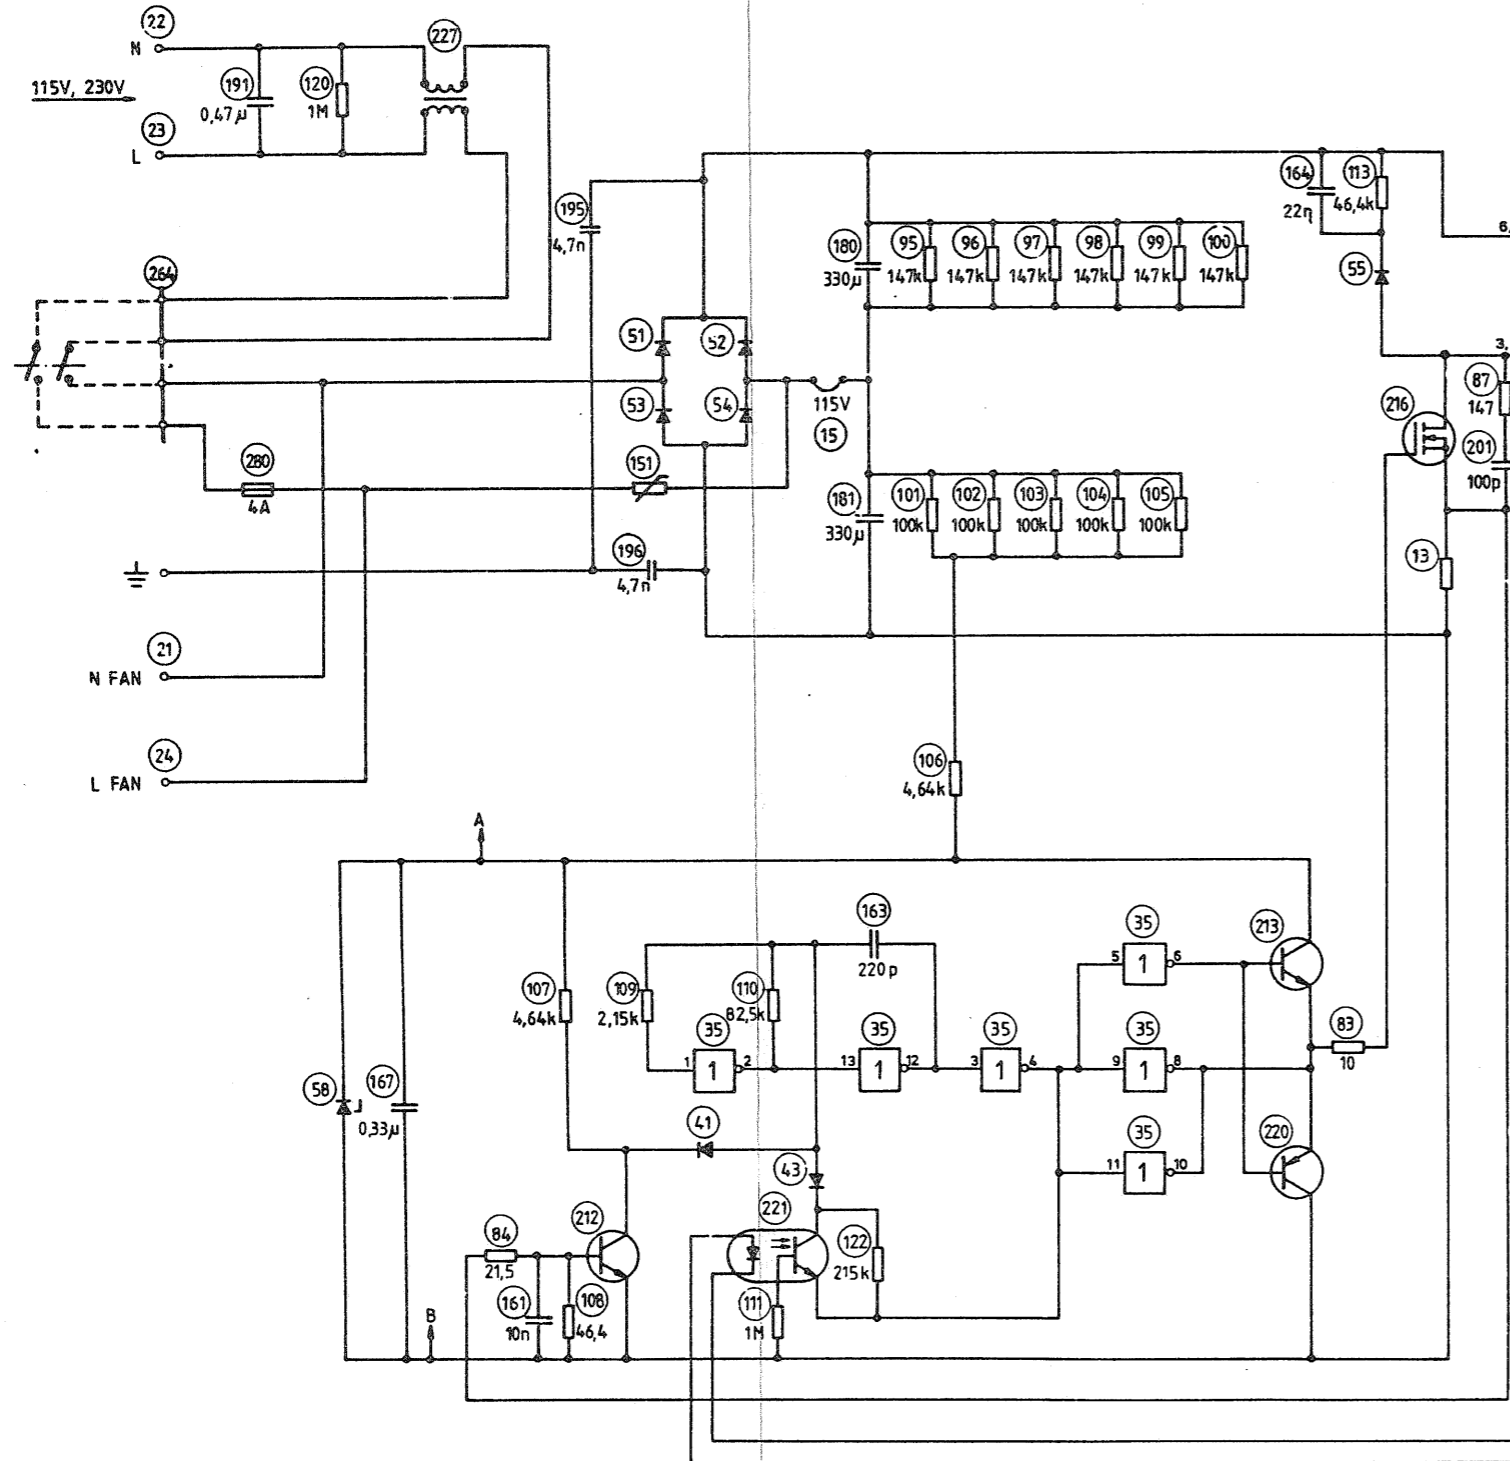 22
N
227
115V, 230V
191
0,47μ
120
1M
23
L
195
4,7n
264
180
330μ
95
147k
96
147k
97
147k
98
147k
99
147k
100
147k
164
22η
113
46,4k
6,
55
3,
51
52
53
54
115V
15
87
147
216
201
100p
280
4A
151
181
330μ
101
100k
102
100k
103
100k
104
100k
105
100k
13
196
4,7n
21
N FAN
24
L FAN
106
4,64k
A
163
220p
107
4,64k
109
2,15k
110
82,5k
35
1 1 2
35
13 1 12
35
3 1 4
35
5 1 6
213
35
9 1 8
83
10
35
11 1 10
220
58
167
0,33μ
41
43
221
212
84
21,5
161
10n
108
46,4
122
215k
111
1M
B